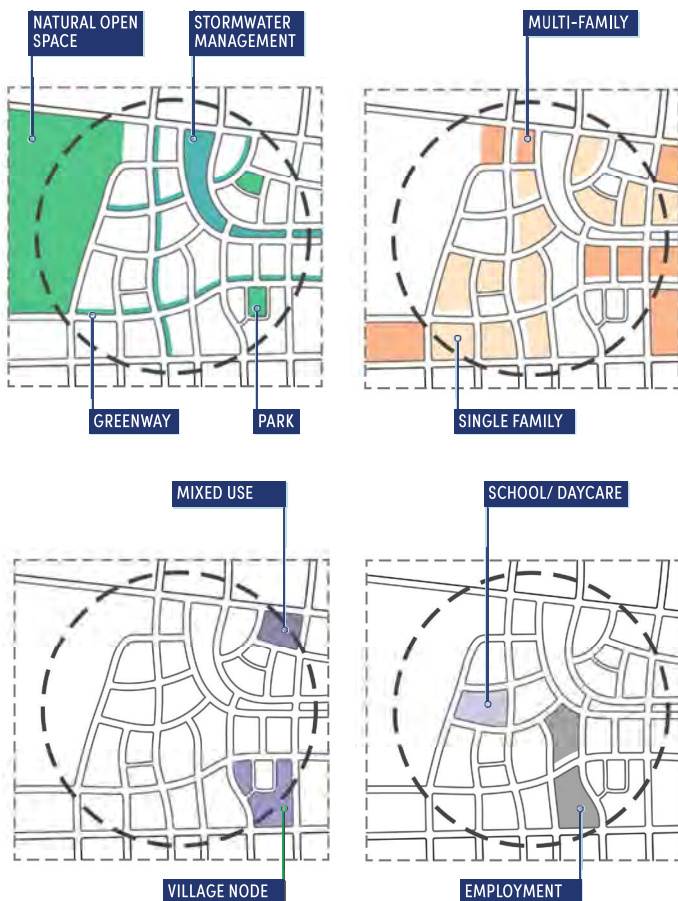 NATURAL OPEN
SPACE
STORMWATER
MANAGEMENT
MULTI-FAMILY
GREENWAY
PARK
SINGLE FAMILY
MIXED USE
SCHOOL/ DAYCARE
VILLAGE NODE
EMPLOYMENT